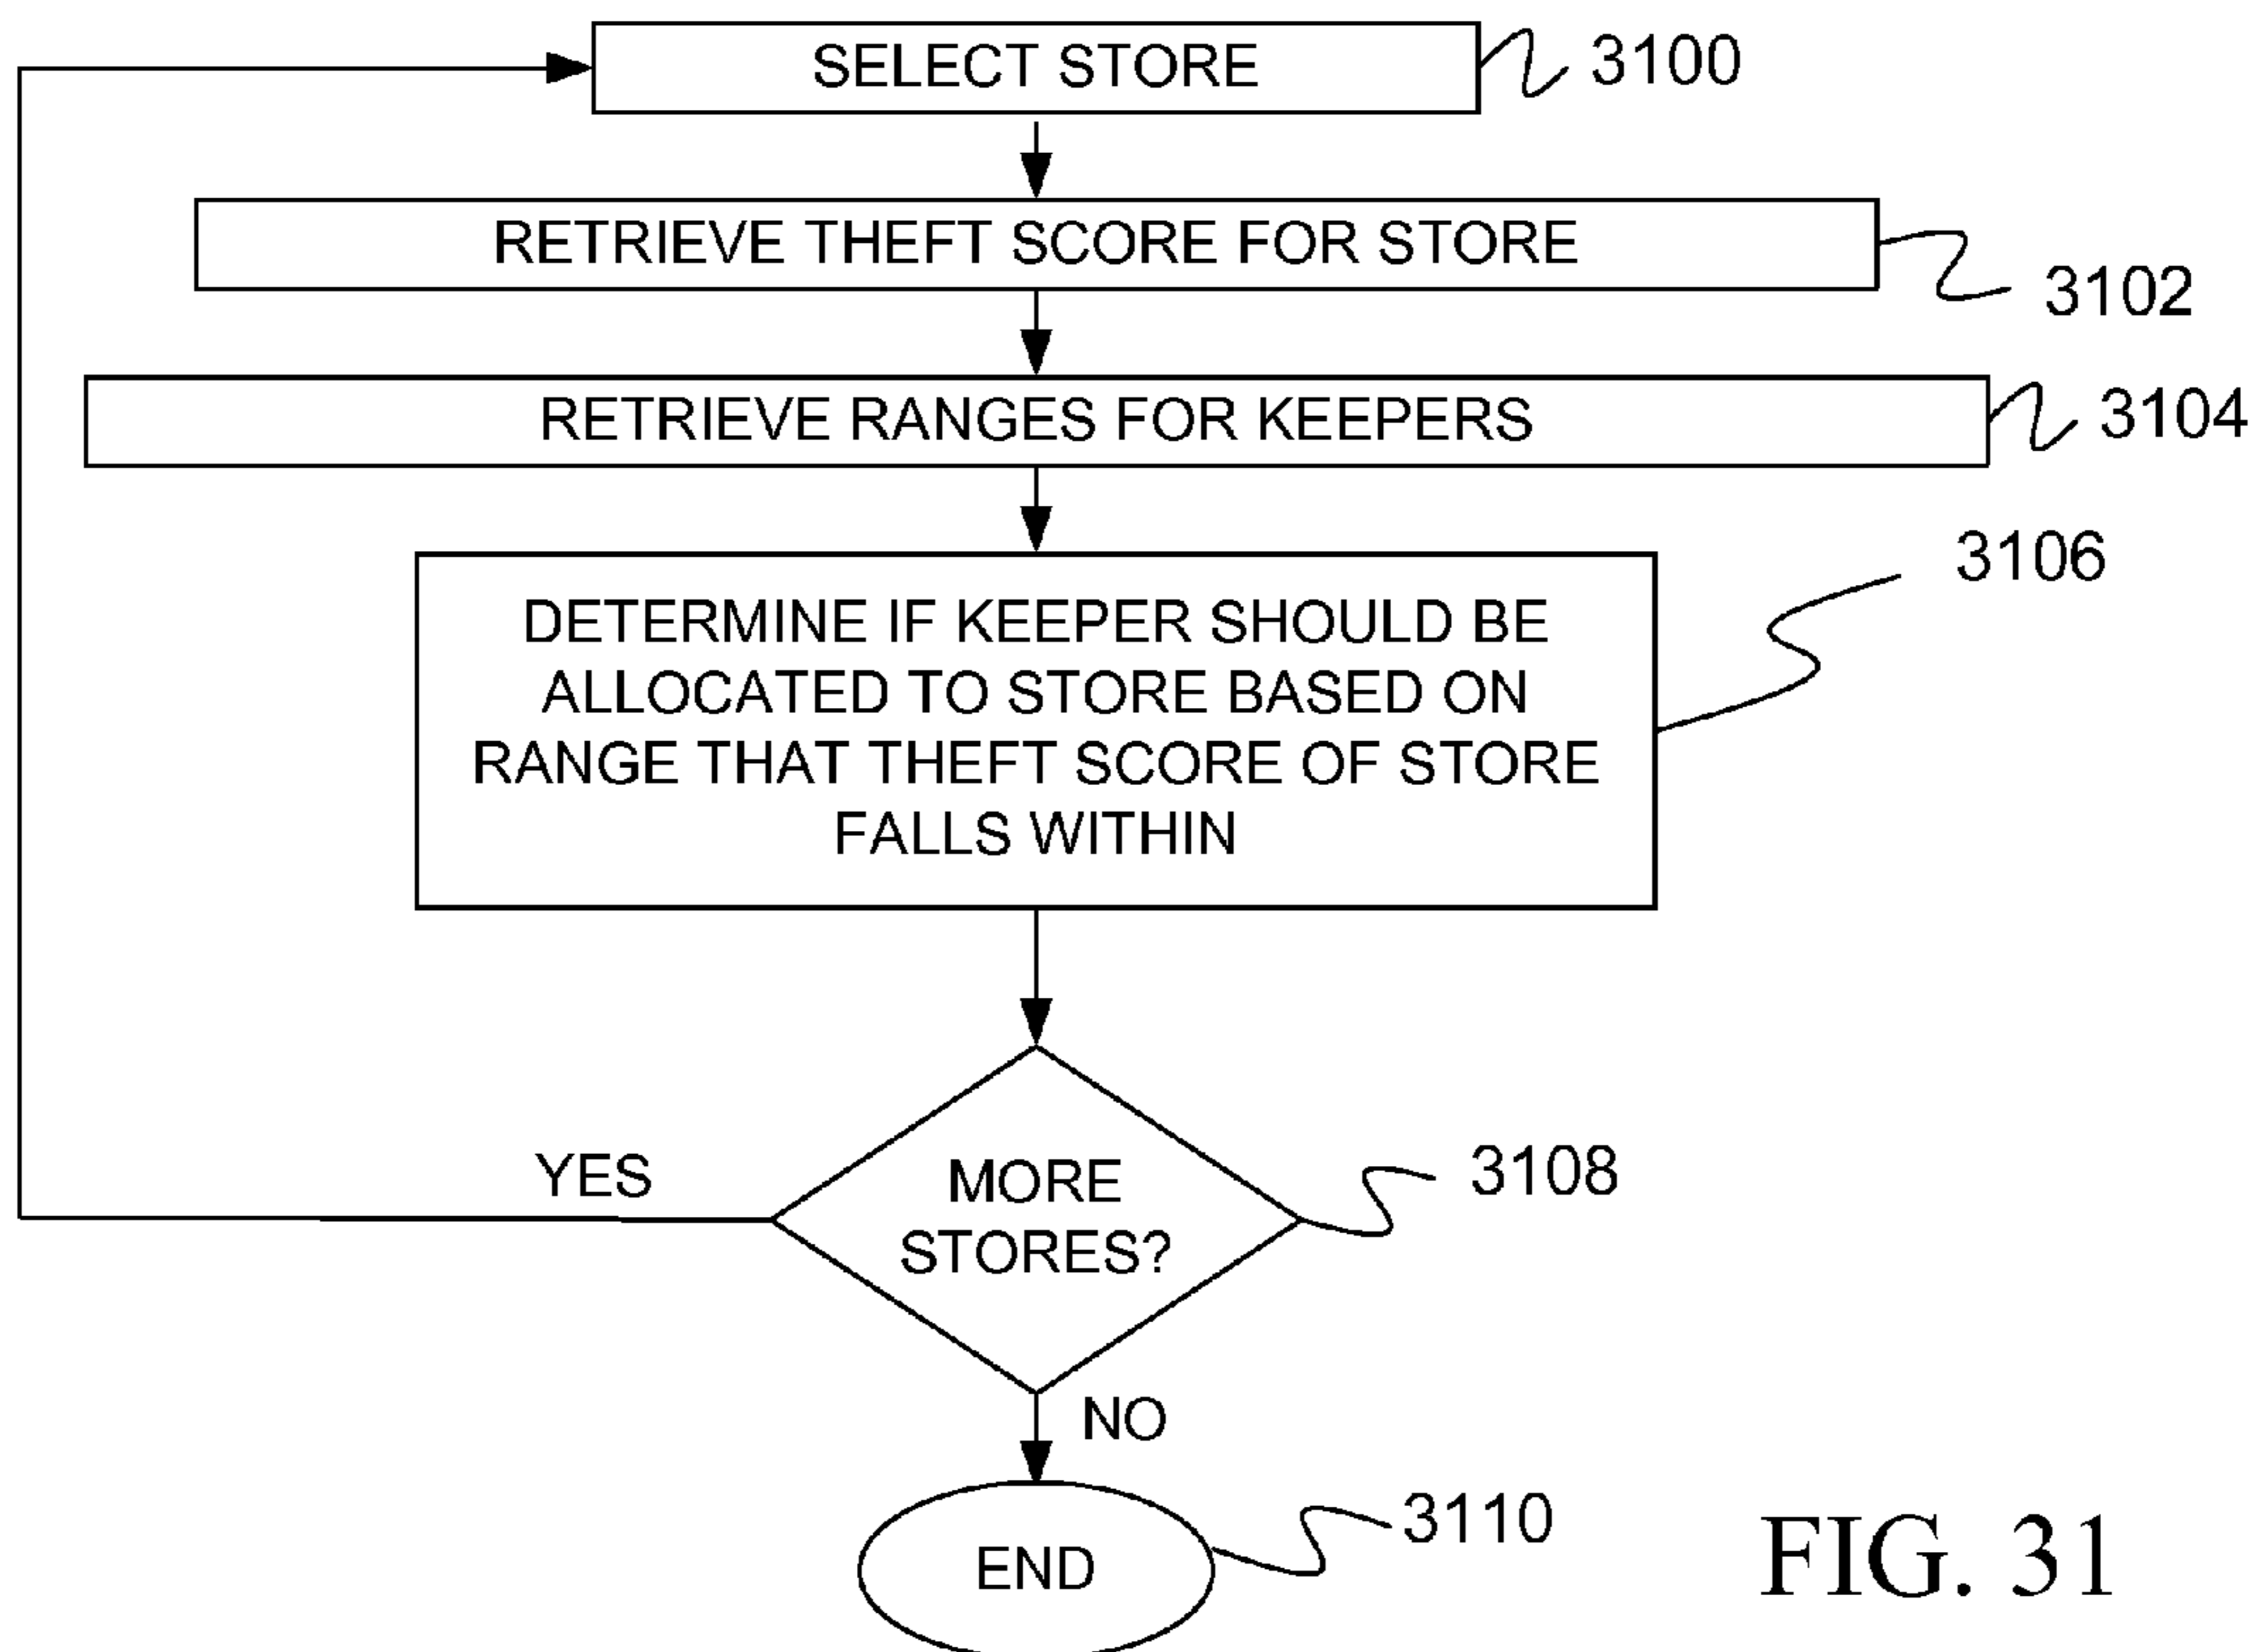 SELECT STORE
3100
RETRIEVE THEFT SCORE FOR STORE
3102
RETRIEVE RANGES FOR KEEPERS
3104
3106
DETERMINE IF KEEPER SHOULD BE
ALLOCATED TO STORE BASED ON
RANGE THAT THEFT SCORE OF STORE
FALLS WITHIN
YES
MORE
STORES?
3108
NO
END
3110
FIG. 31